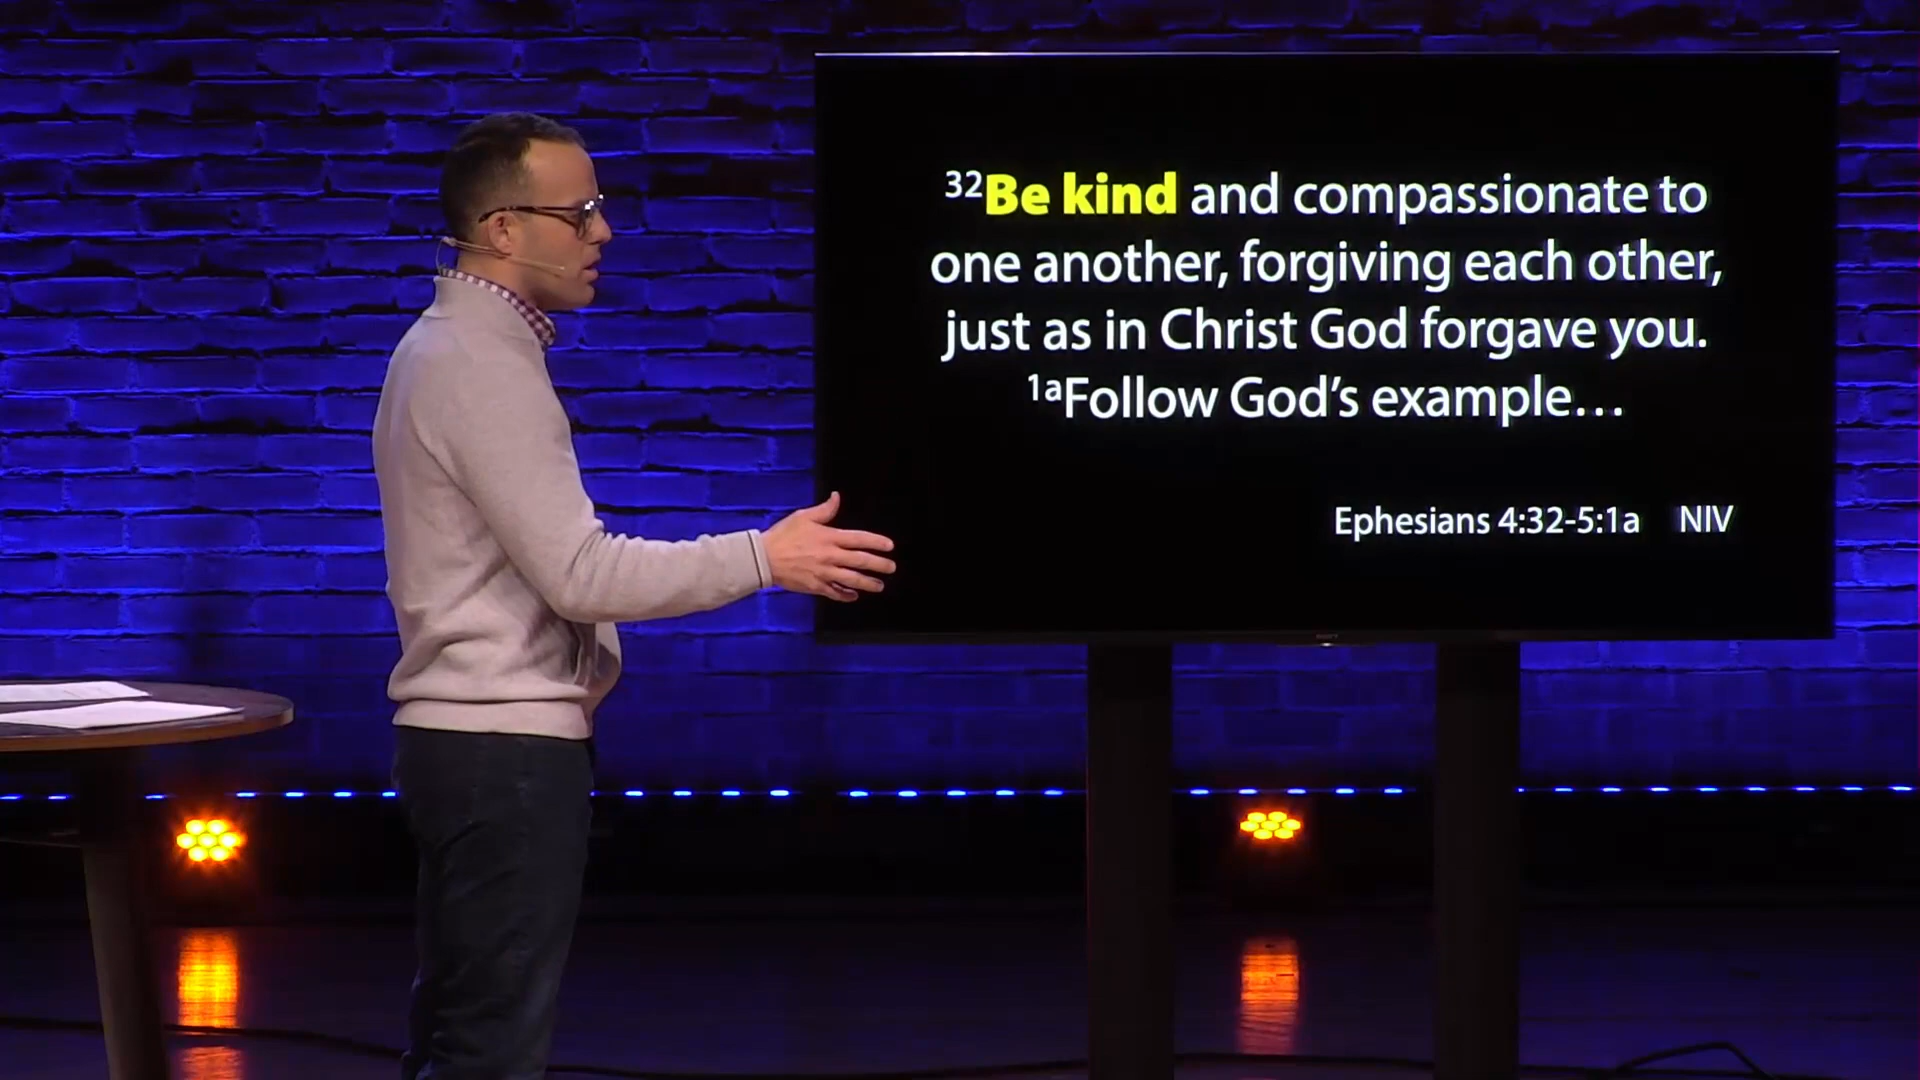 32Be kind and compassionate to
one another, forgiving each other,
just as in Christ God forgave you.
1aFollow God's example…
Ephesians 4:32-5:1a NIV